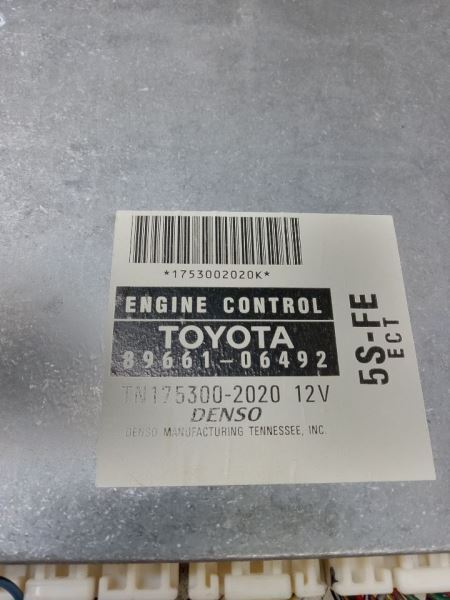 *1753002020K*
ENGINE CONTROL
TOYOTA
89661-06492
TN175300-2020 12V
DENSO
DENSO MANUFACTURING TENNESSEE, INC.
5S-FE
ECT